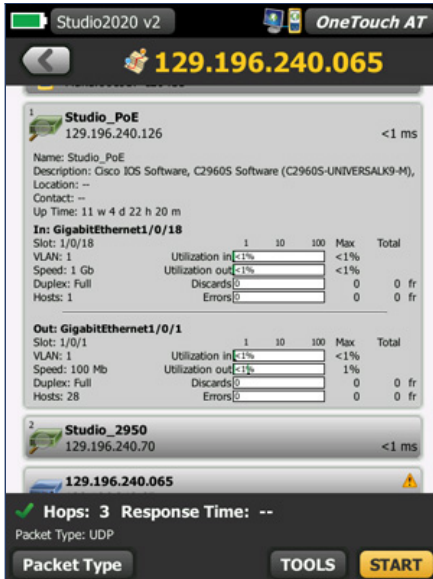 Studio2020 v2
OneTouch AT
129.196.240.065
1
Studio_PoE
129.196.240.126 <1 ms
Name: Studio_PoE
Description: Cisco IOS Software, C2960S Software (C2960S-UNIVERSALK9-M),
Location: --
Contact: --
Up Time: 11 w 4 d 22 h 20 m
In: GigabitEthernet1/0/18
Slot: 1/0/18 1 10 100 Max Total
VLAN: 1 Utilization in <1% <1%
Speed: 1 Gb Utilization out <1% <1%
Duplex: Full Discards 0 0 0 fr
Hosts: 1 Errors 0 0 0 fr
Out: GigabitEthernet1/0/1
Slot: 1/0/1 1 10 100 Max Total
VLAN: 1 Utilization in <1% <1%
Speed: 100 Mb Utilization out <1% 1%
Duplex: Full Discards 0 0 0 fr
Hosts: 28 Errors 0 0 0 fr
2
Studio_2950
129.196.240.70 <1 ms
129.196.240.065
Hops: 3 Response Time: --
Packet Type: UDP
Packet Type TOOLS START